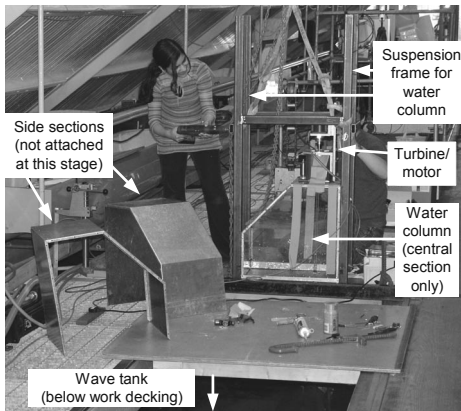 Suspension
frame for
water
column
Side sections
(not attached
at this stage)
Turbine/
motor
Water
column
(central
section
only)
Wave tank
(below work decking)